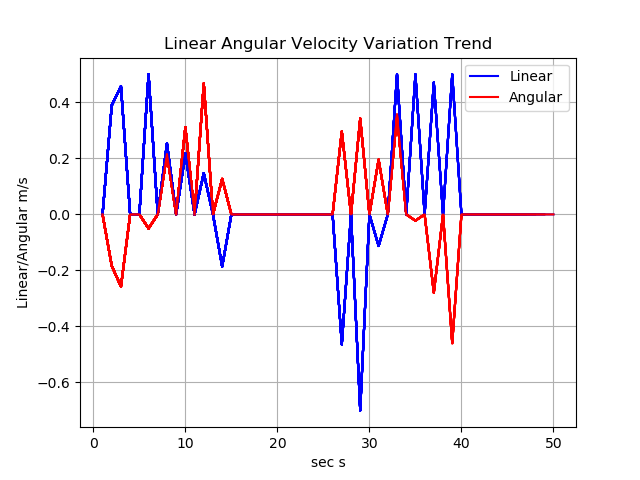 Linear Angular Velocity Variation Trend
Linear
Angular
Linear/Angular m/s
0.4
0.2
0.0
−0.2
−0.4
−0.6
0 10 20 30 40 50
sec s